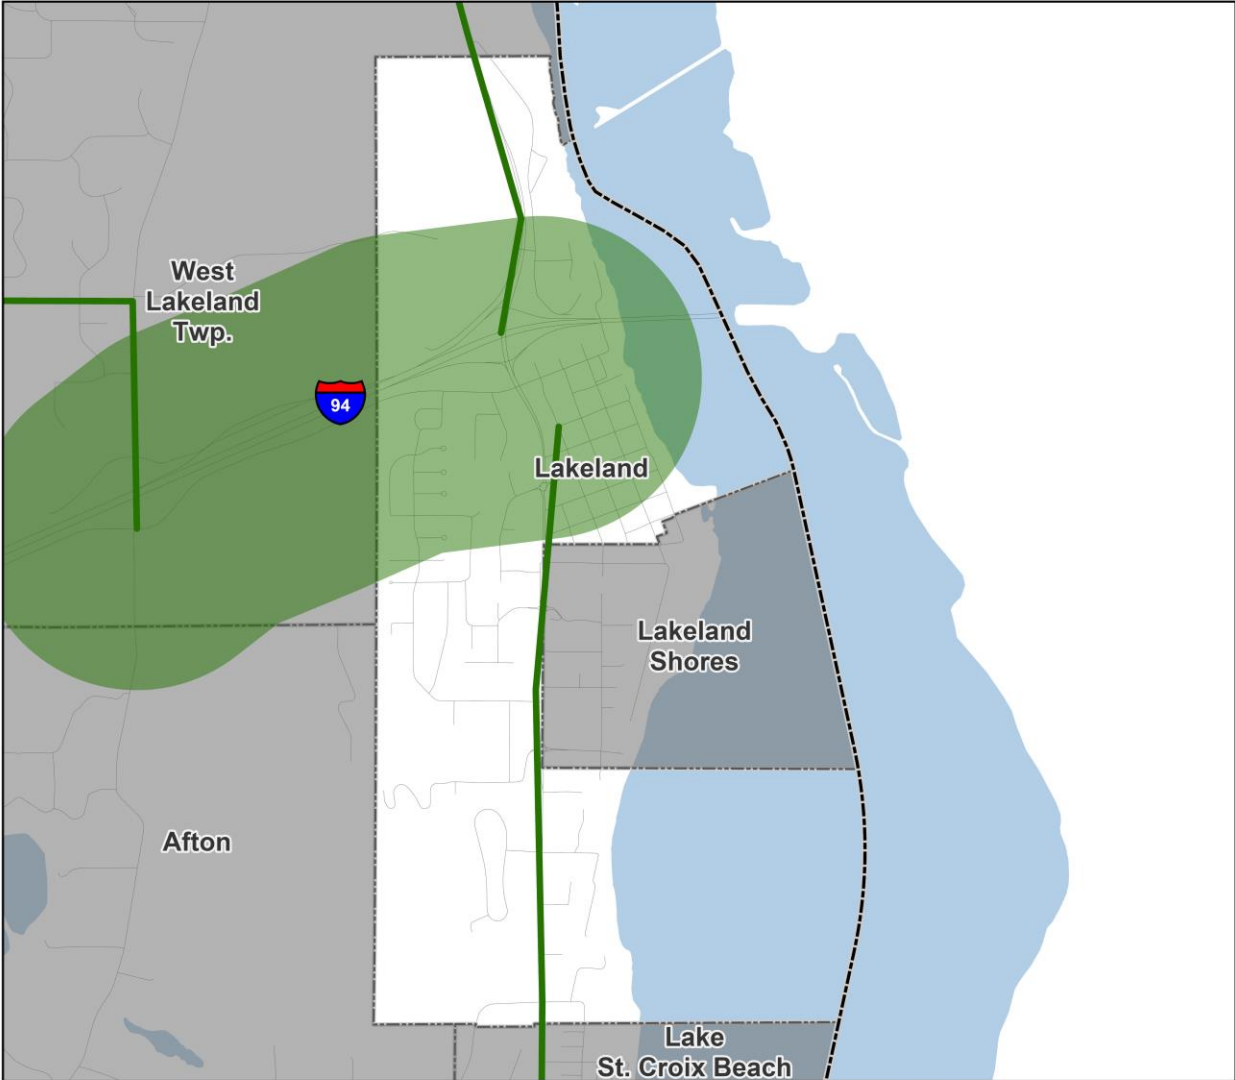 West
Lakeland
Twp.
94
Lakeland
Lakeland
Shores
Afton
Lake
St. Croix Beach